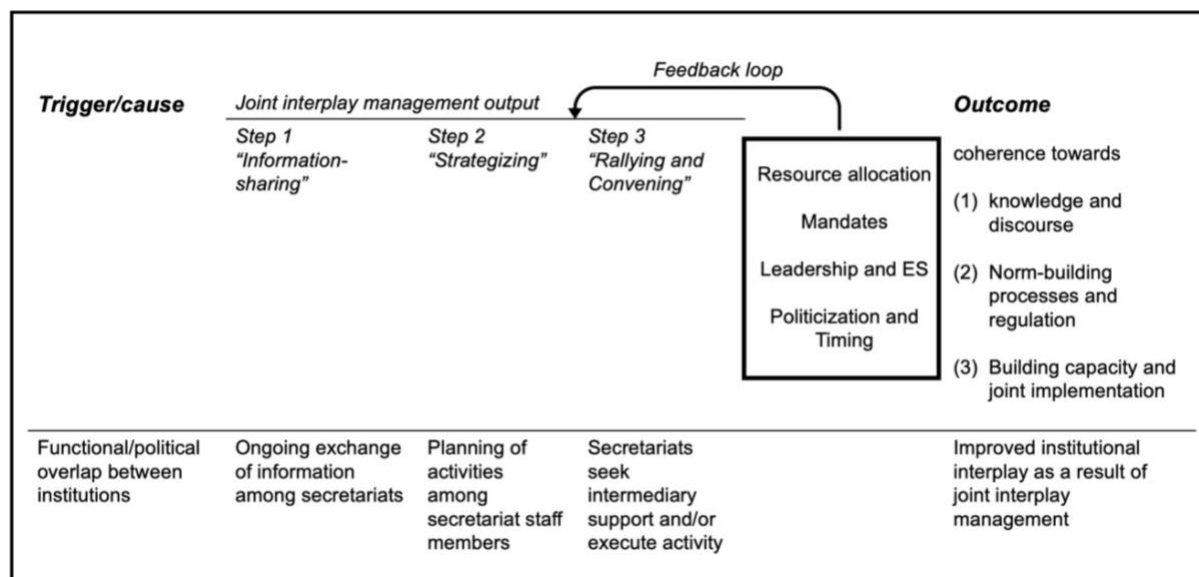 Feedback loop
Trigger/cause
Joint interplay management output
Outcome
Step 1
“Information-
sharing”
Step 2
“Strategizing”
Step 3
“Rallying and
Convening”
Resource allocation
Mandates
Leadership and ES
Politicization and
Timing
coherence towards
(1) knowledge and
discourse
(2) Norm-building
processes and
regulation
(3) Building capacity and
joint implementation
Functional/political
overlap between
institutions
Ongoing exchange
of information
among secretariats
Planning of
activities
among
secretariat staff
members
Secretariats
seek
intermediary
support and/or
execute activity
Improved institutional
interplay as a result of
joint interplay
management